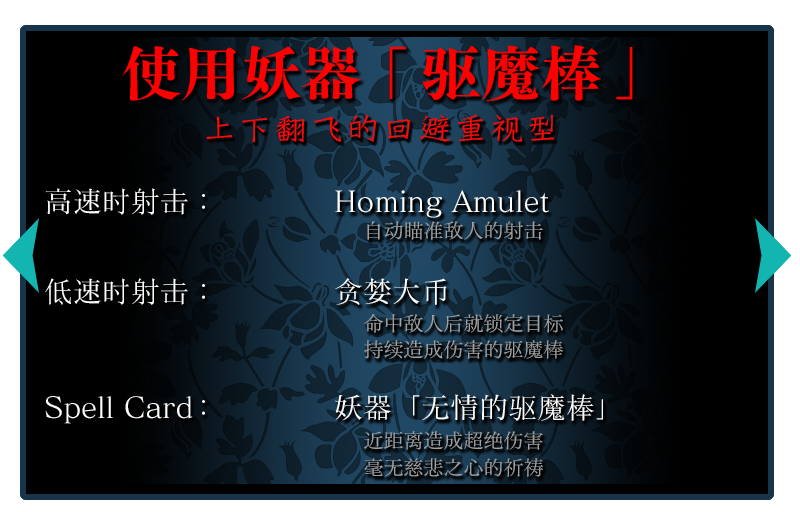 使用妖器「驱魔棒」
上下翻飞的回避重视型
高速时射击： Homing Amulet
自动瞄准敌人的射击
低速时射击： 贪婪大币
命中敌人后就锁定目标
持续造成伤害的驱魔棒
Spell Card： 妖器「无情的驱魔棒」
近距离造成超绝伤害
毫无慈悲之心的祈祷